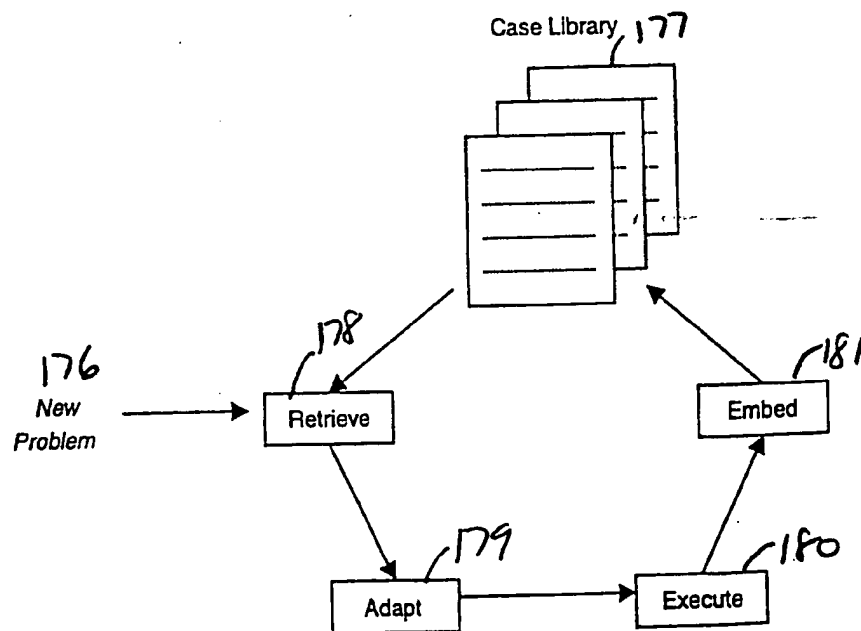 Case Library 177
178
176
New
Problem
Retrieve
181
Embed
179
Adapt
180
Execute